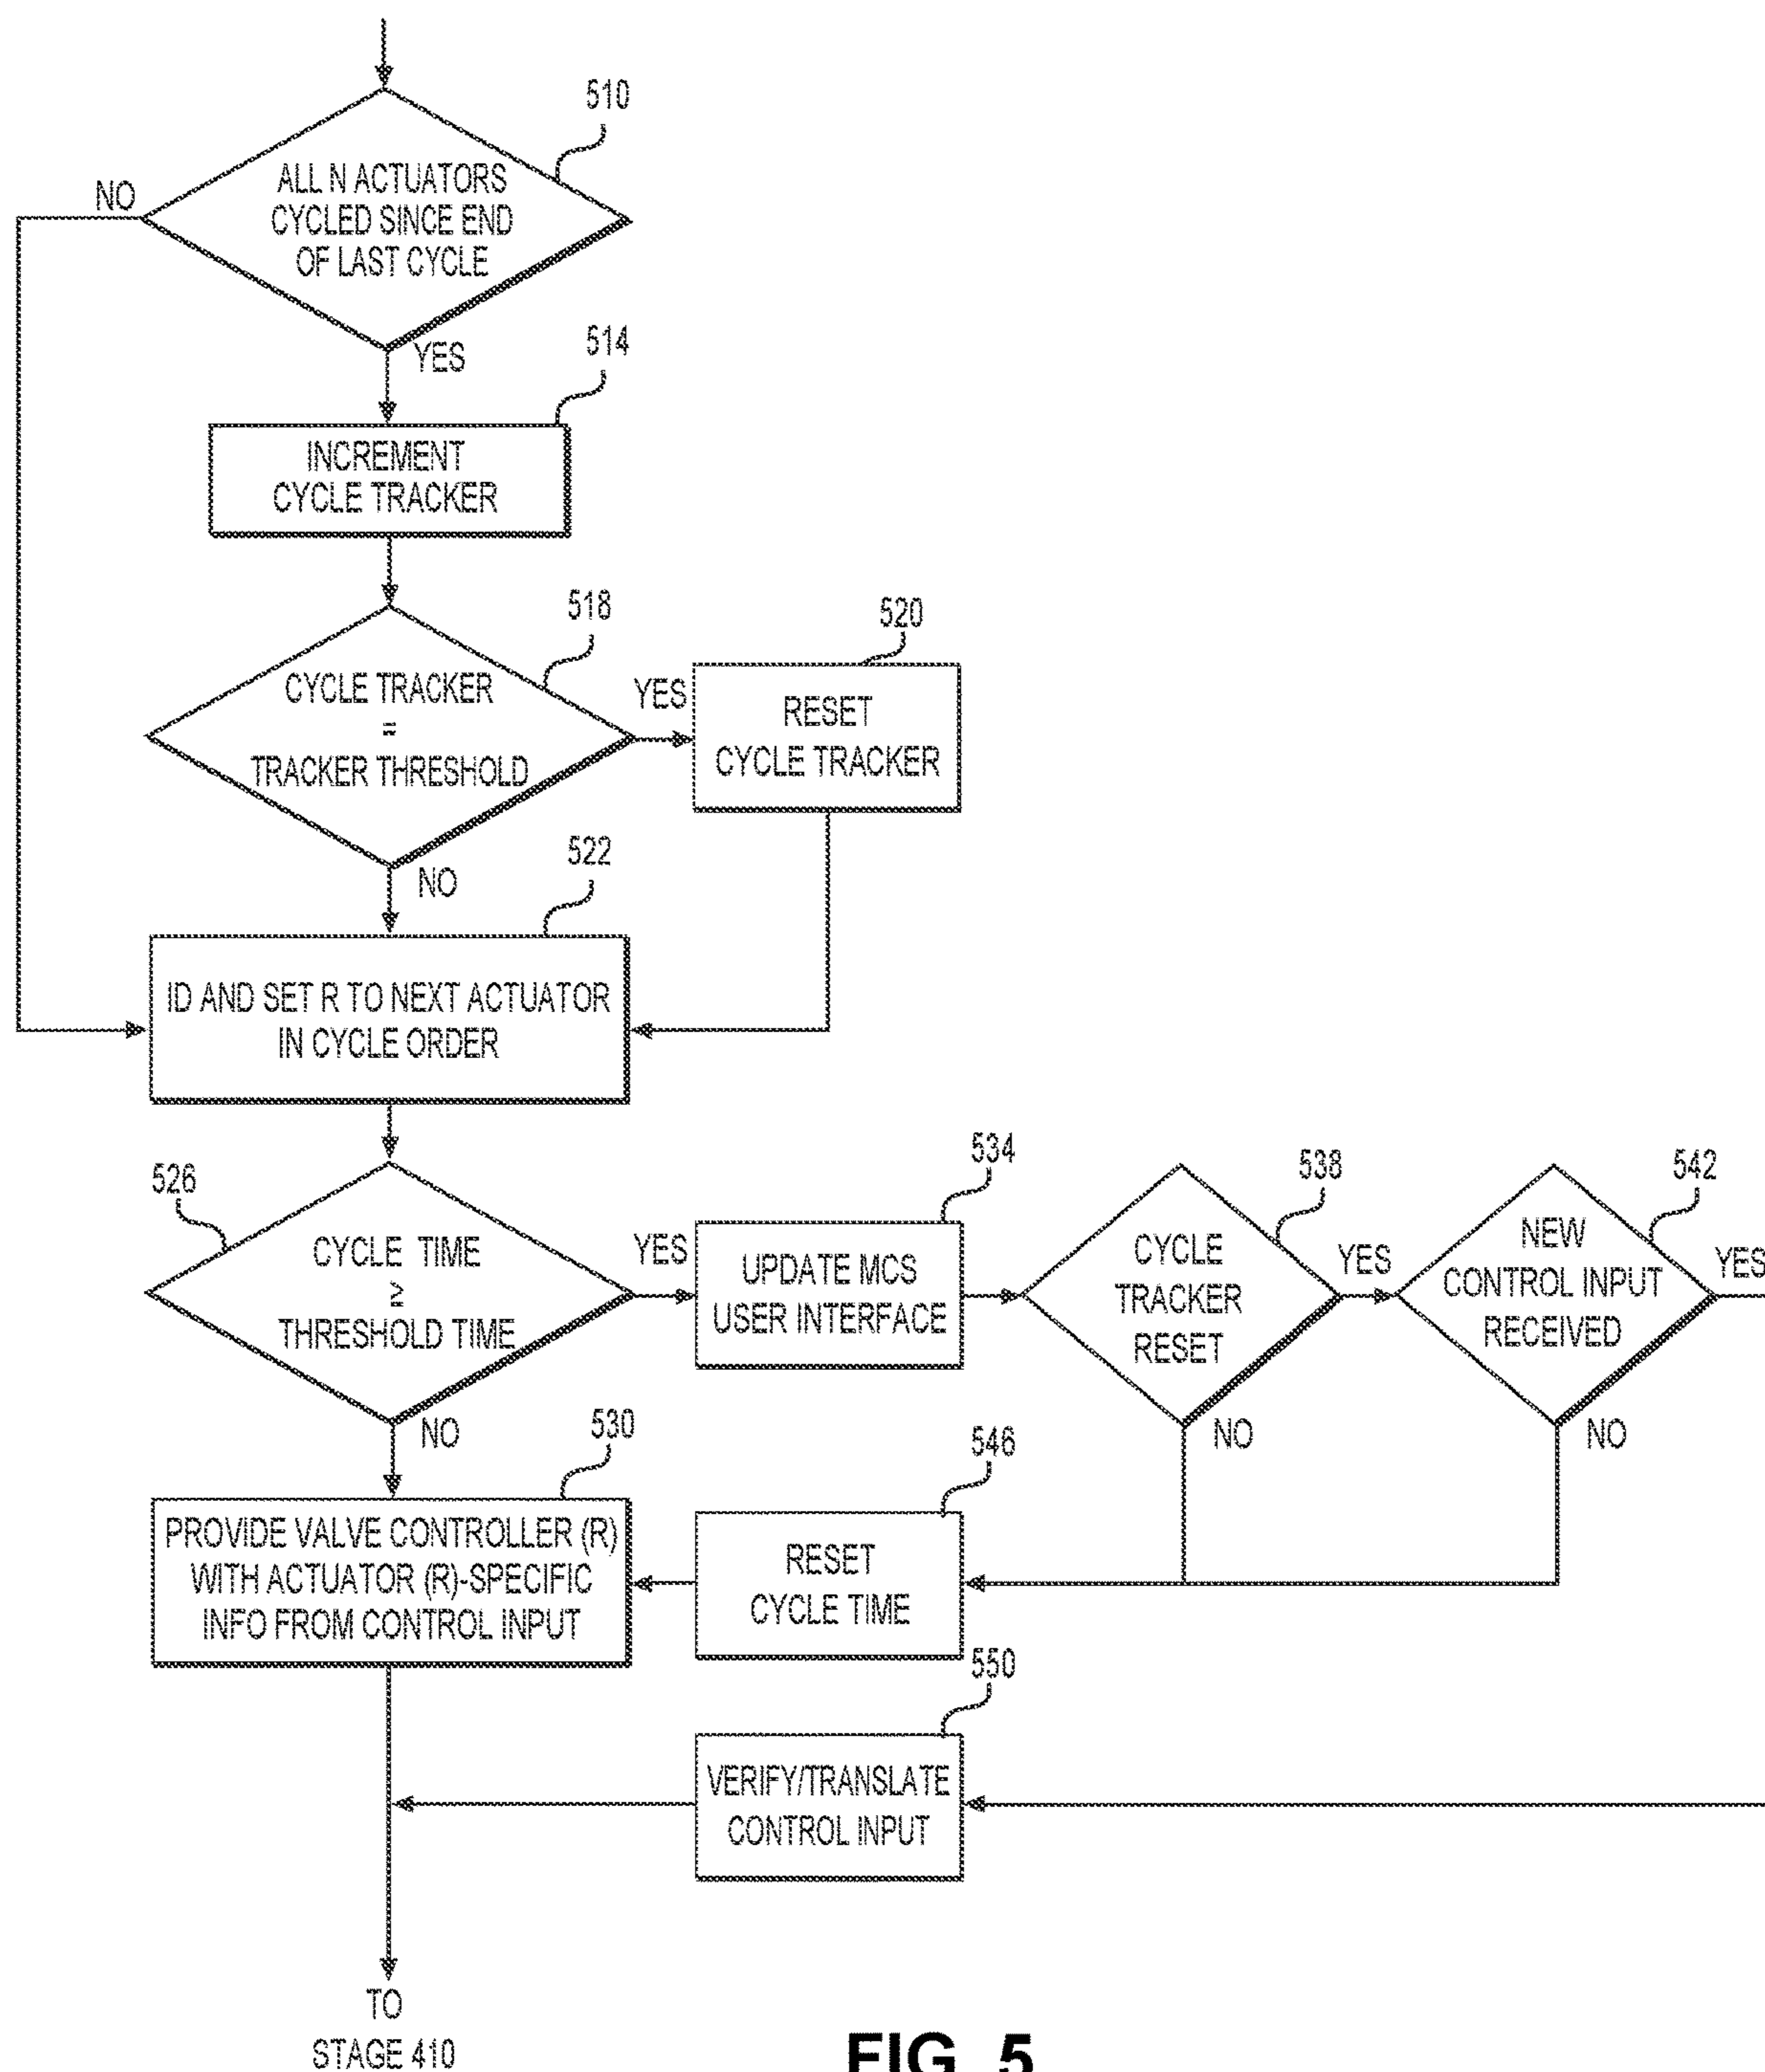 510
ALL N ACTUATORS
CYCLED SINCE END
OF LAST CYCLE
NO
YES
514
INCREMENT
CYCLE TRACKER
518
CYCLE TRACKER
=
TRACKER THRESHOLD
YES
NO
520
RESET
CYCLE TRACKER
522
ID AND SET R TO NEXT ACTUATOR
IN CYCLE ORDER
526
CYCLE TIME
≥
THRESHOLD TIME
YES
NO
534
UPDATE MCS
USER INTERFACE
538
CYCLE
TRACKER
RESET
YES
NO
542
NEW
CONTROL INPUT
RECEIVED
YES
NO
530
PROVIDE VALVE CONTROLLER (R)
WITH ACTUATOR (R)-SPECIFIC
INFO FROM CONTROL INPUT
546
RESET
CYCLE TIME
550
VERIFY/TRANSLATE
CONTROL INPUT
TO
STAGE 410
FIG. 5